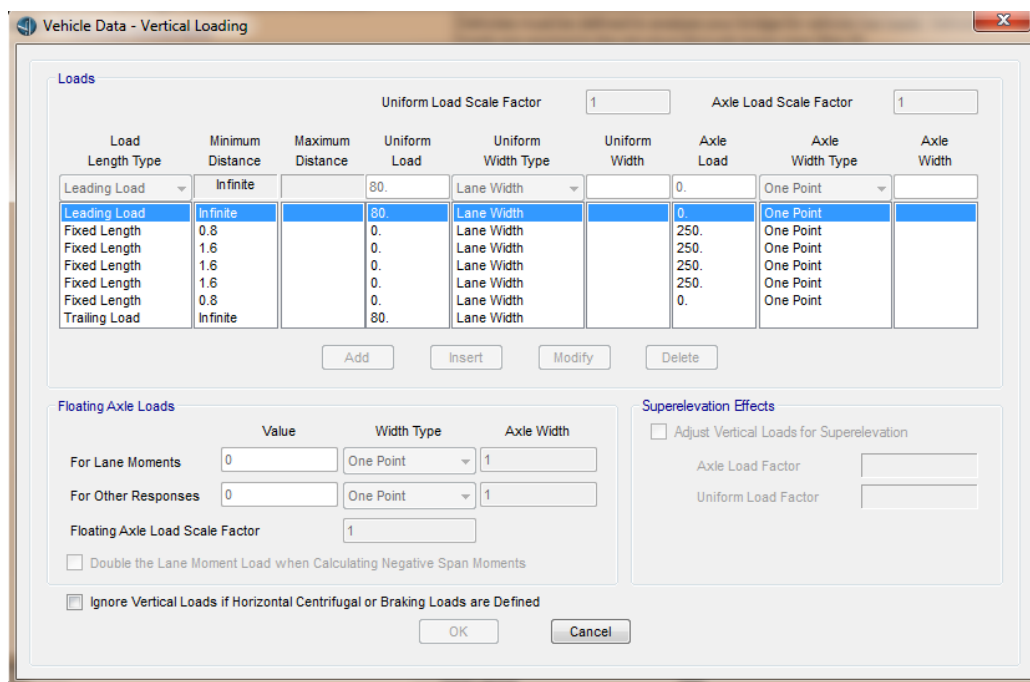 Vehicle Data - Vertical Loading
Loads
Uniform Load Scale Factor 1 Axle Load Scale Factor 1
Load Minimum Maximum Uniform Uniform Uniform Axle Axle Axle
Length Type Distance Distance Load Width Type Width Load Width Type Width
Leading Load Infinite 80. Lane Width 0. One Point
Leading Load Infinite 80. Lane Width 0. One Point
Fixed Length 0.8 0. Lane Width 250. One Point
Fixed Length 1.6 0. Lane Width 250. One Point
Fixed Length 1.6 0. Lane Width 250. One Point
Fixed Length 1.6 0. Lane Width 250. One Point
Fixed Length 0.8 0. Lane Width 0. One Point
Trailing Load Infinite 80. Lane Width
Add Insert Modify Delete
Floating Axle Loads
Value Width Type Axle Width
For Lane Moments 0 One Point 1
For Other Responses 0 One Point 1
Floating Axle Load Scale Factor 1
Double the Lane Moment Load when Calculating Negative Span Moments
Superelevation Effects
Adjust Vertical Loads for Superelevation
Axle Load Factor
Uniform Load Factor
Ignore Vertical Loads if Horizontal Centrifugal or Braking Loads are Defined
OK Cancel